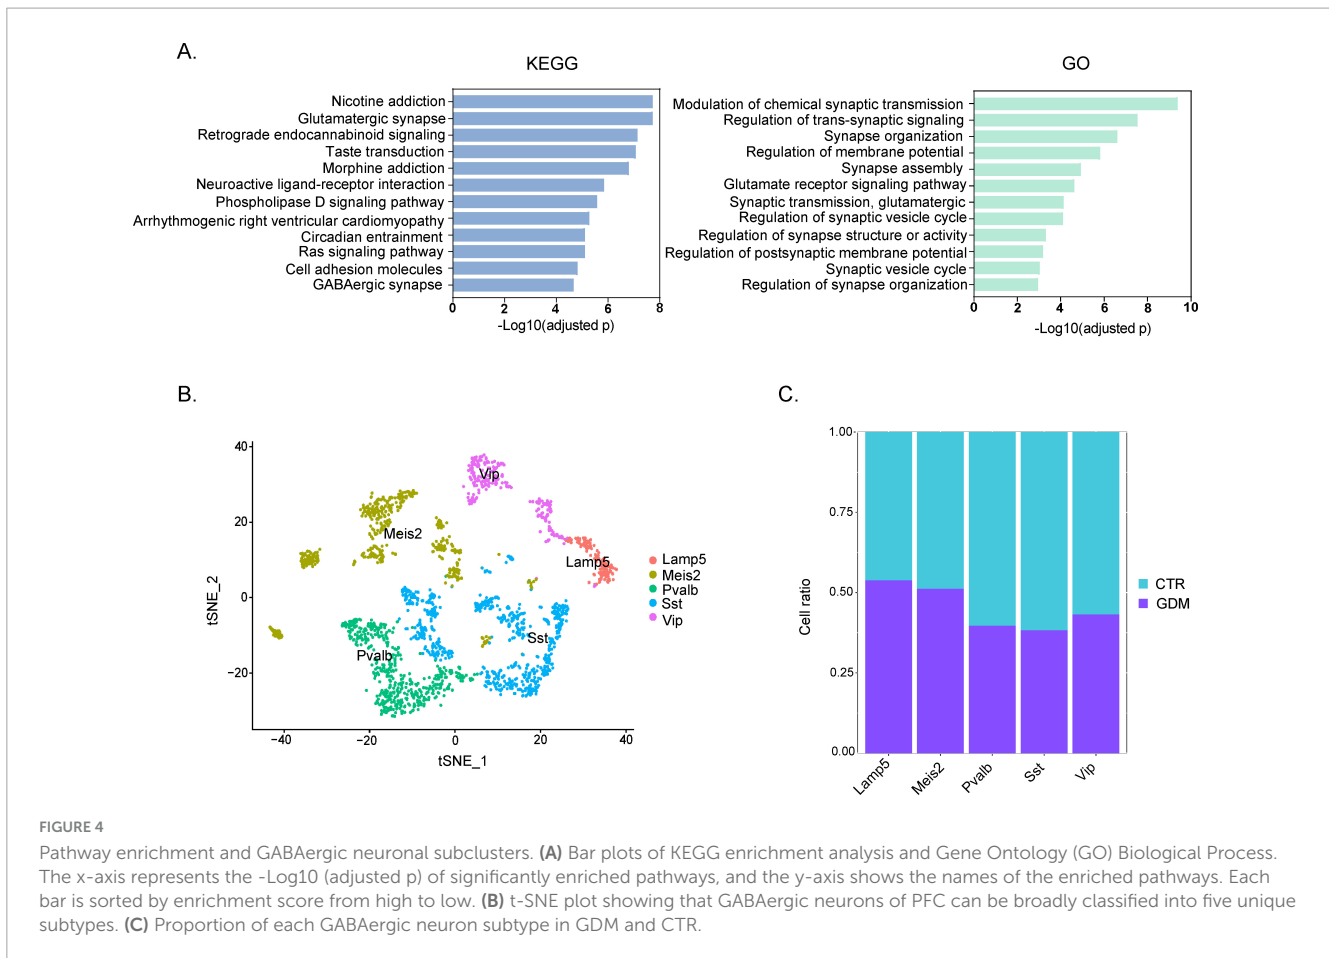 A.
KEGG
Nicotine addiction
Glutamatergic synapse
Retrograde endocannabinoid signaling
Taste transduction
Morphine addiction
Neuroactive ligand-receptor interaction
Phospholipase D signaling pathway
Arrhythmogenic right ventricular cardiomyopathy
Circadian entrainment
Ras signaling pathway
Cell adhesion molecules
GABAergic synapse
0 2 4 6 8
-Log10(adjusted p)
GO
Modulation of chemical synaptic transmission
Regulation of trans-synaptic signaling
Synapse organization
Regulation of membrane potential
Synapse assembly
Glutamate receptor signaling pathway
Synaptic transmission, glutamatergic
Regulation of synaptic vesicle cycle
Regulation of synapse structure or activity
Regulation of postsynaptic membrane potential
Synaptic vesicle cycle
Regulation of synapse organization
0 2 4 6 8 10
-Log10(adjusted p)
B.
40
20
0
−20
tSNE_2
Vip
Meis2
Lamp5
Sst
Pvalb
−40 −20 0 20 40
tSNE_1
Lamp5
Meis2
Pvalb
Sst
Vip
C.
1.00
0.75
0.50
0.25
0.00
Cell ratio
Lamp5 Meis2 Pvalb Sst Vip
CTR
GDM
FIGURE 4
Pathway enrichment and GABAergic neuronal subclusters. (A) Bar plots of KEGG enrichment analysis and Gene Ontology (GO) Biological Process.
The x-axis represents the -Log10 (adjusted p) of significantly enriched pathways, and the y-axis shows the names of the enriched pathways. Each
bar is sorted by enrichment score from high to low. (B) t-SNE plot showing that GABAergic neurons of PFC can be broadly classified into five unique
subtypes. (C) Proportion of each GABAergic neuron subtype in GDM and CTR.